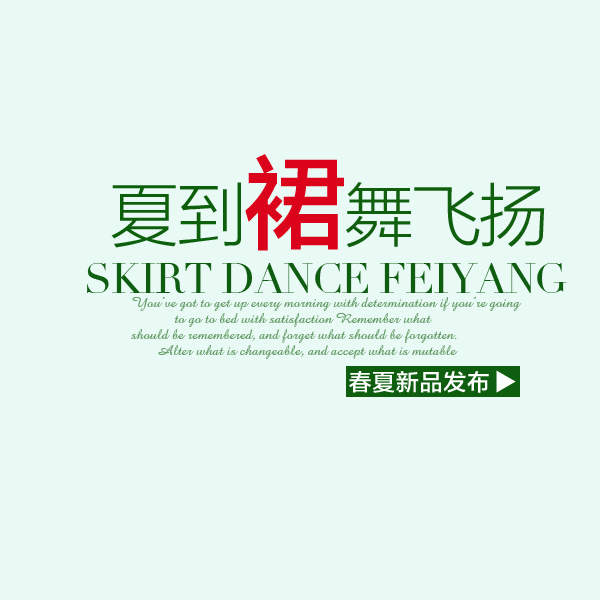 夏到裙舞飞扬
SKIRT DANCE FEIYANG
You've got to get up every morning with determination if you're going
to go to bed with satisfaction Remember what
should be remembered, and forget what should be forgotten.
Alter what is changeable, and accept what is mutable
春夏新品发布 ▶